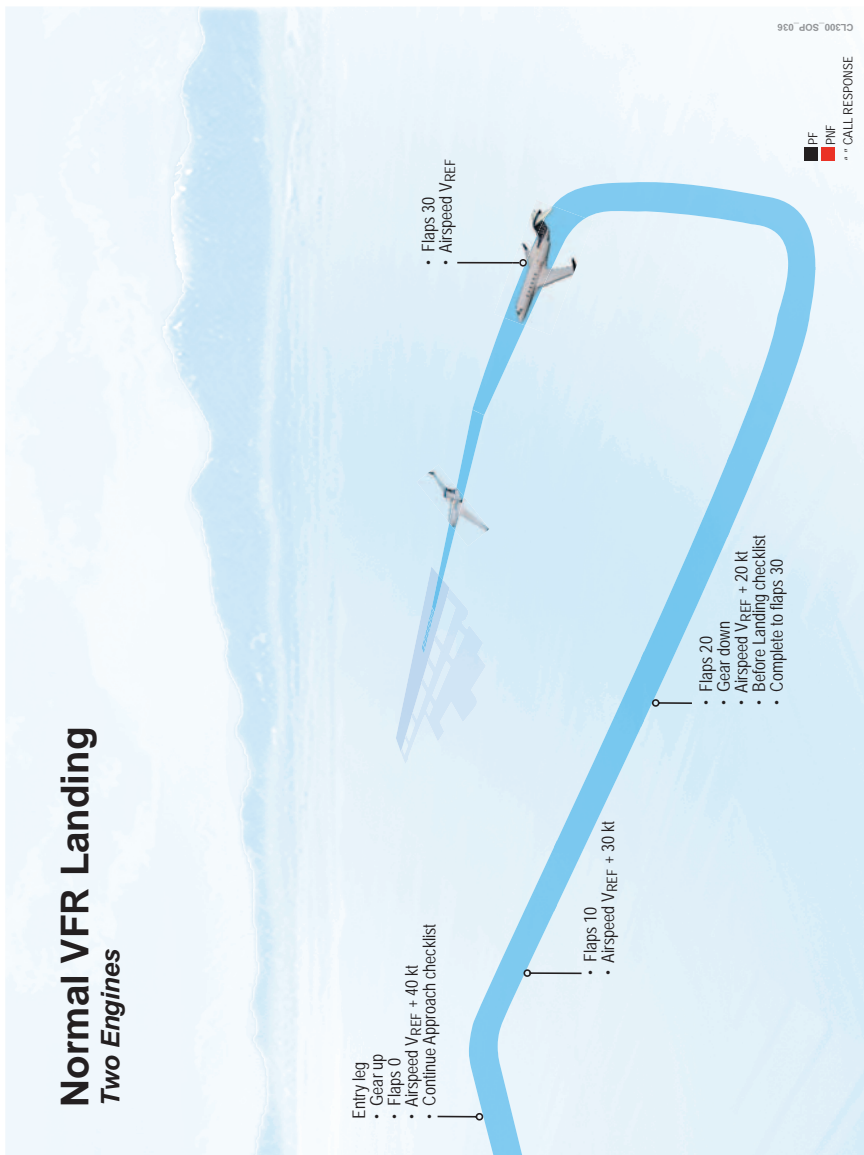 Normal VFR Landing
Two Engines
Entry leg
• Gear up
• Flaps 0
• Airspeed VREF + 40 kt
• Continue Approach checklist
• Flaps 10
• Airspeed VREF + 30 kt
• Flaps 20
• Gear down
• Airspeed VREF + 20 kt
• Before Landing checklist
• Complete to flaps 30
• Flaps 30
• Airspeed VREF
PF
PNF
“ ” CALL RESPONSE
CL300_SOP_036